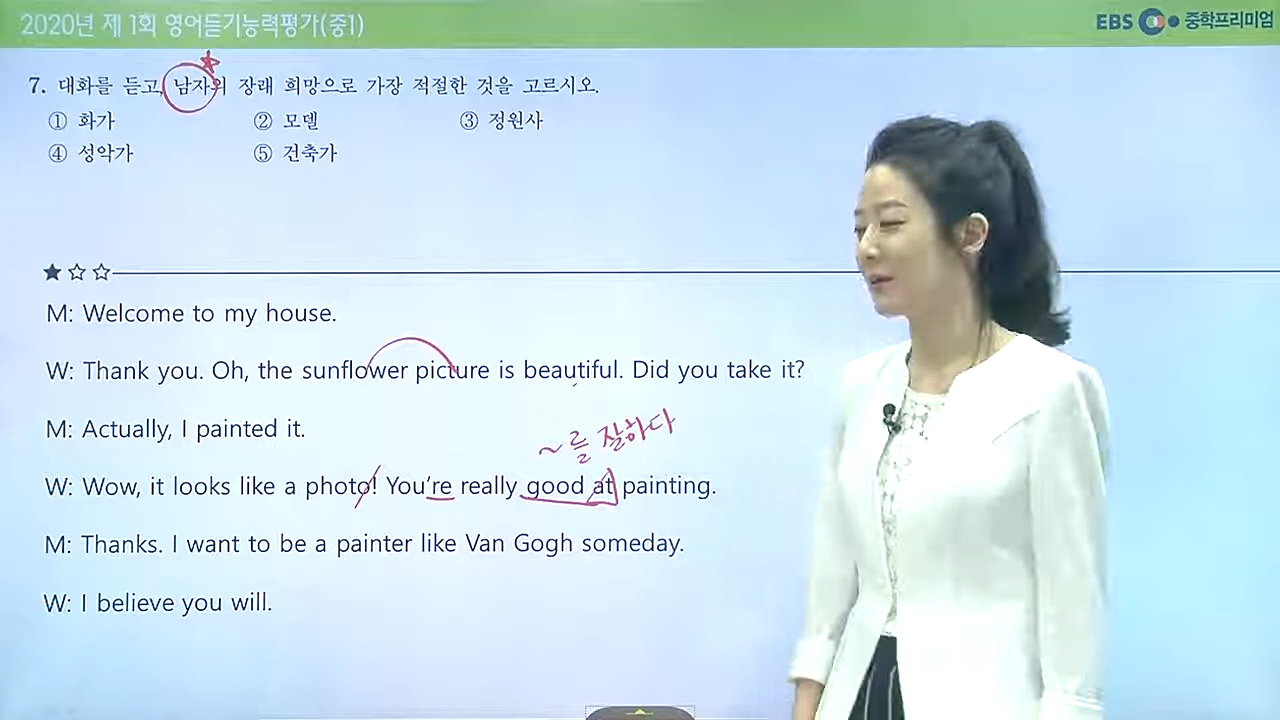 2020년 제 1회 영어듣기능력평가(중1)
EBS 중학프리미엄
7. 대화를 듣고, 남자의 장래 희망으로 가장 적절한 것을 고르시오.
① 화가 ② 모델 ③ 정원사
④ 성악가 ⑤ 건축가
M: Welcome to my house.
W: Thank you. Oh, the sunflower picture is beautiful. Did you take it?
M: Actually, I painted it.
~를 잘하다
W: Wow, it looks like a photo! You're really good at painting.
M: Thanks. I want to be a painter like Van Gogh someday.
W: I believe you will.